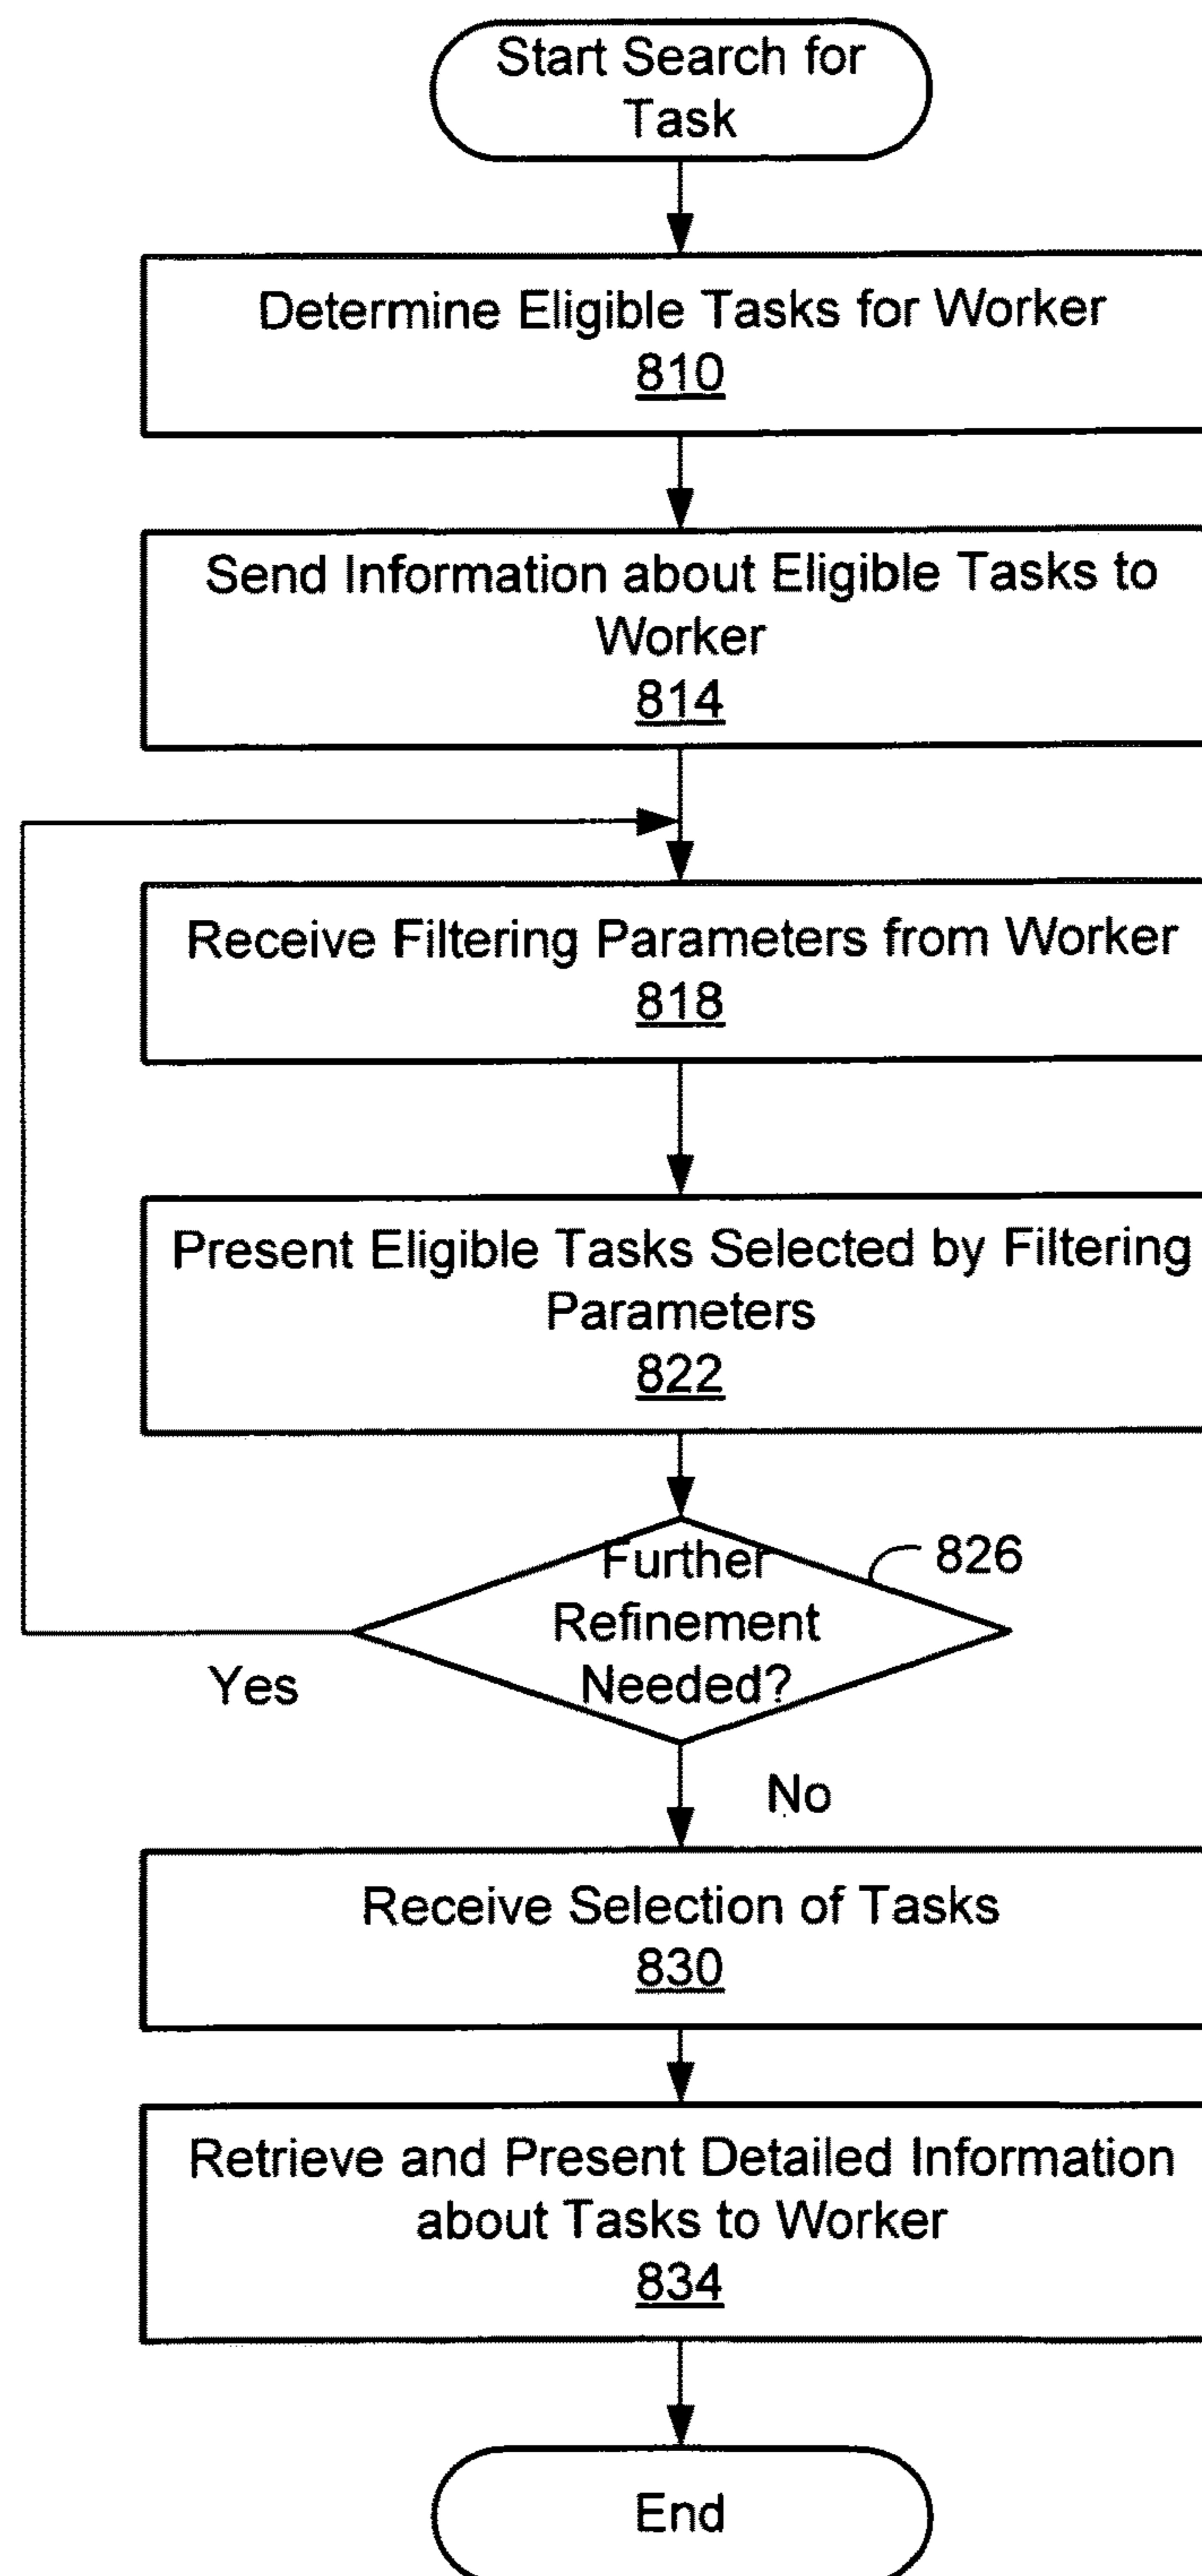 Start Search for
Task
Determine Eligible Tasks for Worker
810
Send Information about Eligible Tasks to
Worker
814
Receive Filtering Parameters from Worker
818
Present Eligible Tasks Selected by Filtering
Parameters
822
Further
Refinement
Needed?
826
Yes
No
Receive Selection of Tasks
830
Retrieve and Present Detailed Information
about Tasks to Worker
834
End